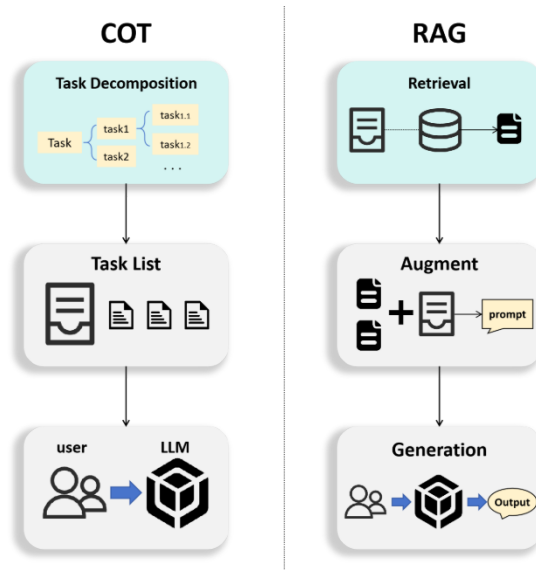 COT
Task Decomposition
Task
task1
task2
task1.1
task1.2
...
Task List
user
LLM
RAG
Retrieval
Augment
prompt
Generation
Output